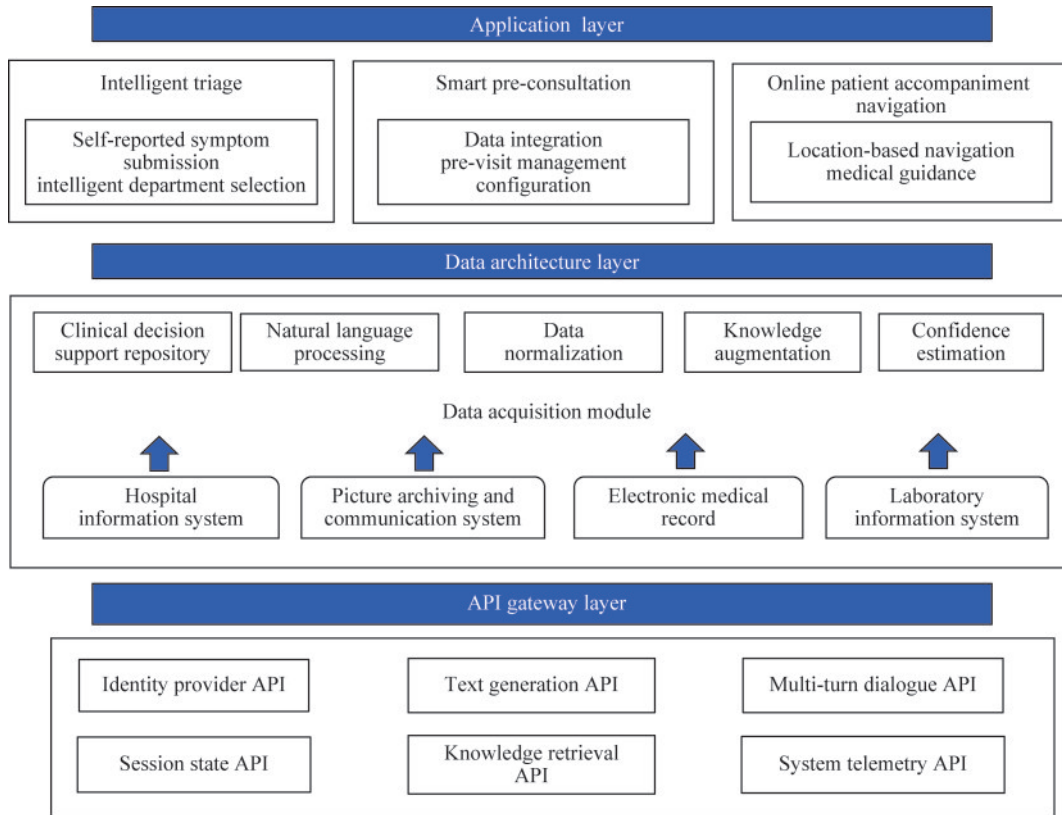 Application layer
Intelligent triage
Self-reported symptom
submission
intelligent department selection
Smart pre-consultation
Data integration
pre-visit management
configuration
Online patient accompaniment
navigation
Location-based navigation
medical guidance
Data architecture layer
Clinical decision
support repository
Natural language
processing
Data
normalization
Knowledge
augmentation
Confidence
estimation
Data acquisition module
Hospital
information system
Picture archiving and
communication system
Electronic medical
record
Laboratory
information system
API gateway layer
Identity provider API
Text generation API
Multi-turn dialogue API
Session state API
Knowledge retrieval
API
System telemetry API